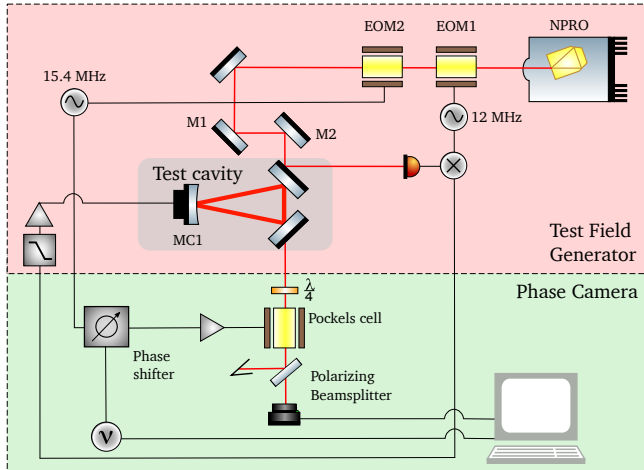 EOM2
EOM1
NPRO
15.4 MHz
M1
M2
12 MHz
Test cavity
MC1
Test Field
Generator
λ
4
Phase Camera
Pockels cell
Phase
shifter
Polarizing
Beamsplitter
ν